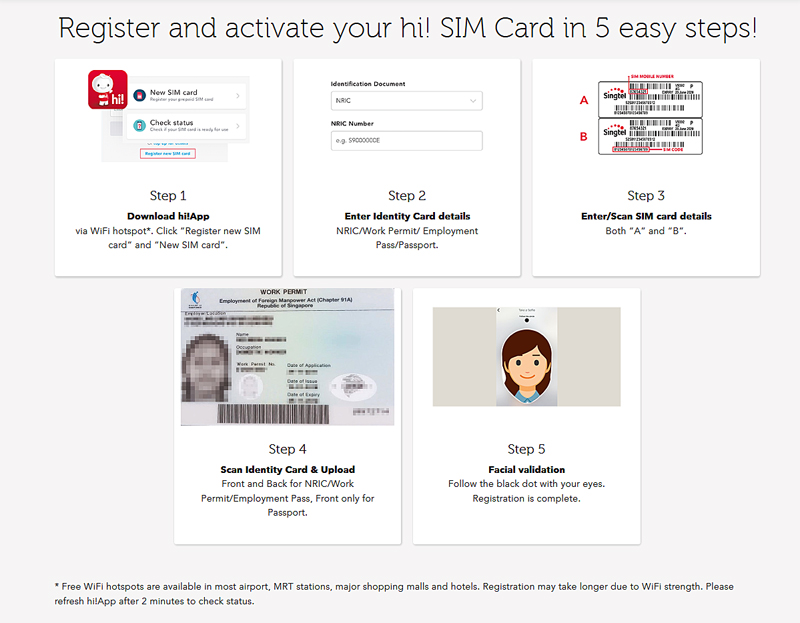 Register and activate your hi! SIM Card in 5 easy steps!
hi!
New SIM card
Register your prepaid SIM card
Check status
Check if your SIM card is ready for use
Register new SIM card
Step 1
Download hi!App
via WiFi hotspot*. Click "Register new SIM
card" and "New SIM card".
Identification Document
NRIC
NRIC Number
e.g. S9000000E
Step 2
Enter Identity Card details
NRIC/Work Permit/ Employment
Pass/Passport.
SIM MOBILE NUMBER
A
Singtel
B
Singtel
SIM CODE
Step 3
Enter/Scan SIM card details
Both "A" and "B".
WORK PERMIT
Employment of Foreign Manpower Act (Chapter 91A)
Republic of Singapore
Employer/Location
Name
Occupation
Work Permit No.
Date of Application
Date of Issue
Date of Expiry
Step 4
Scan Identity Card & Upload
Front and Back for NRIC/Work
Permit/Employment Pass, Front only for
Passport.
Step 5
Facial validation
Follow the black dot with your eyes.
Registration is complete.
* Free WiFi hotspots are available in most airport, MRT stations, major shopping malls and hotels. Registration may take longer due to WiFi strength. Please
refresh hi!App after 2 minutes to check status.